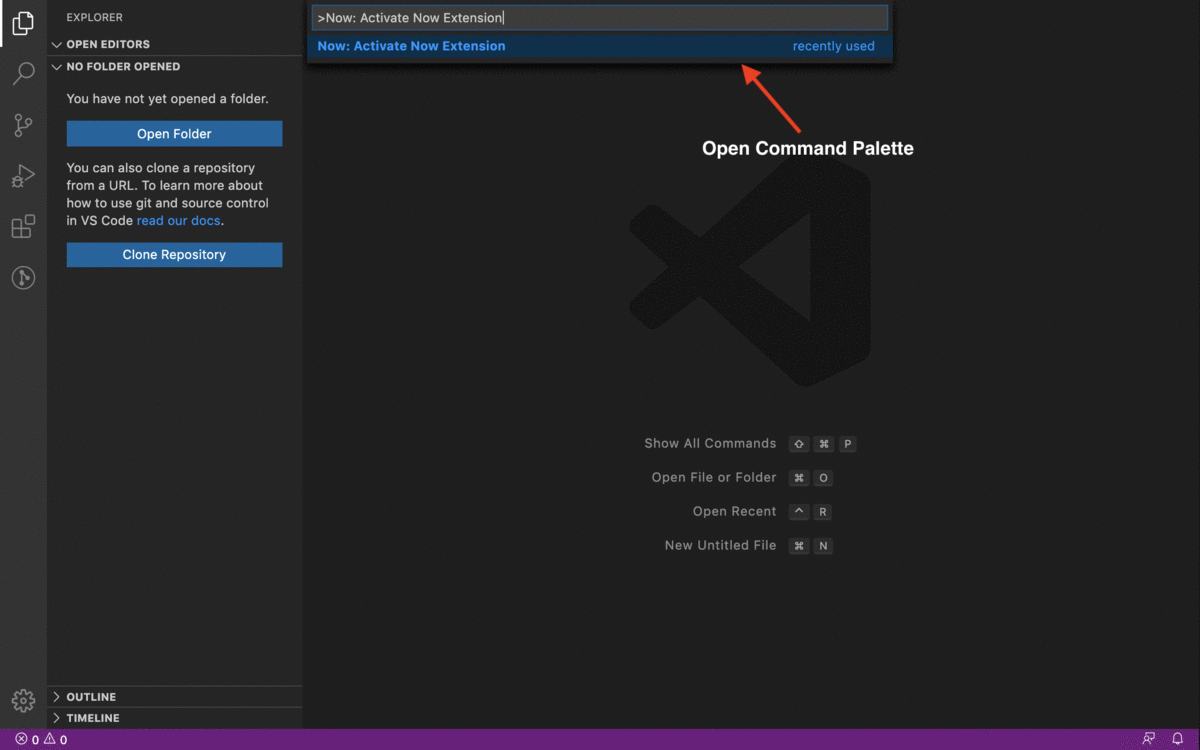 EXPLORER
OPEN EDITORS
NO FOLDER OPENED
You have not yet opened a folder.
Open Folder
You can also clone a repository
from a URL. To learn more about
how to use git and source control
in VS Code read our docs.
Clone Repository
OUTLINE
TIMELINE
>Now: Activate Now Extension
Now: Activate Now Extension recently used
Open Command Palette
Show All Commands ⇧ ⌘ P
Open File or Folder ⌘ O
Open Recent ^ R
New Untitled File ⌘ N
0 0